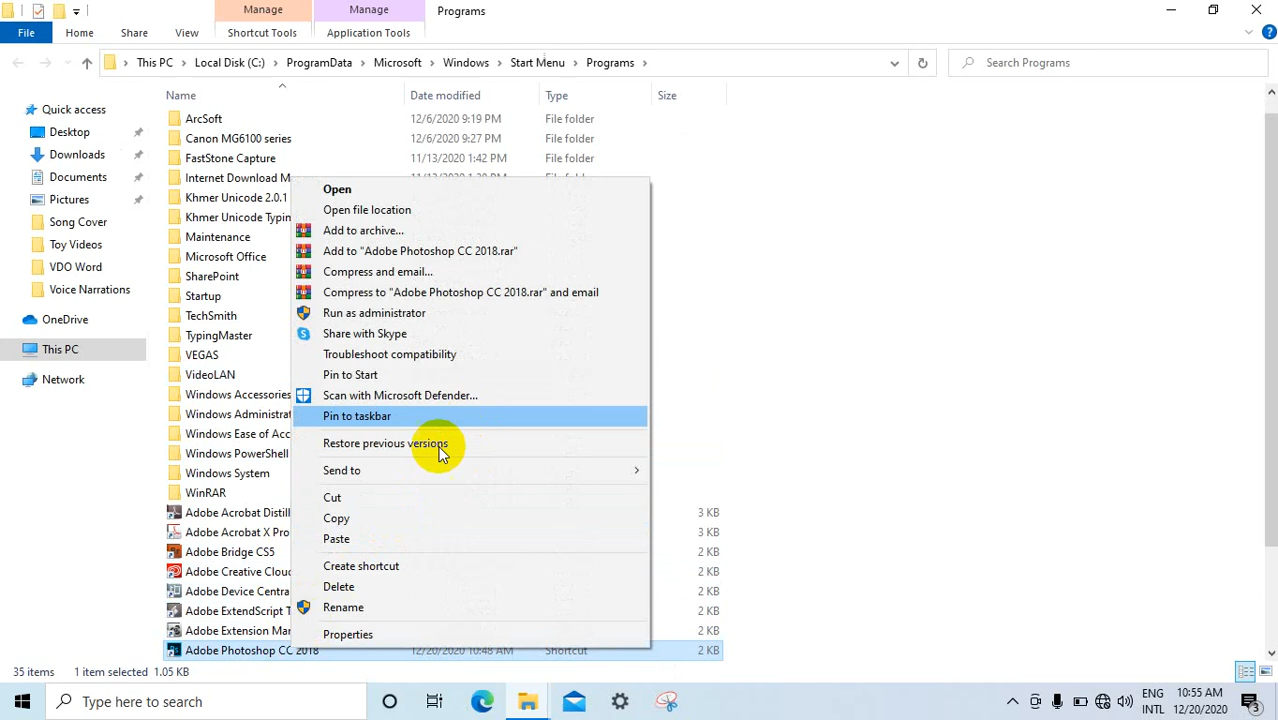 Manage
Manage
Programs
File
Home
Share
View
Shortcut Tools
Application Tools
This PC
Local Disk (C:)
ProgramData
Microsoft
Windows
Start Menu
Programs
Search Programs
Name
Date modified
Type
Size
Quick access
Desktop
Downloads
Documents
Pictures
Song Cover
Toy Videos
VDO Word
Voice Narrations
OneDrive
This PC
Network
ArcSoft 12/6/2020 9:19 PM File folder
Canon MG6100 series 12/6/2020 9:27 PM File folder
FastStone Capture 11/13/2020 1:42 PM File folder
Internet Download M
Khmer Unicode 2.0.1
Khmer Unicode Typin
Maintenance
Microsoft Office
SharePoint
Startup
TechSmith
TypingMaster
VEGAS
VideoLAN
Windows Accessories
Windows Administra
Windows Ease of Acc
Windows PowerShell
Windows System
WinRAR
Adobe Acrobat Distill 3 KB
Adobe Acrobat X Pro 3 KB
Adobe Bridge CS5 2 KB
Adobe Creative Cloud 2 KB
Adobe Device Centra 2 KB
Adobe ExtendScript T 2 KB
Adobe Extension Man 2 KB
Adobe Photoshop CC 2018 12/20/2020 10:48 AM Shortcut 2 KB
Open
Open file location
Add to archive...
Add to "Adobe Photoshop CC 2018.rar"
Compress and email...
Compress to "Adobe Photoshop CC 2018.rar" and email
Run as administrator
Share with Skype
Troubleshoot compatibility
Pin to Start
Scan with Microsoft Defender...
Pin to taskbar
Restore previous versions
Send to
Cut
Copy
Paste
Create shortcut
Delete
Rename
Properties
35 items 1 item selected 1.05 KB
Type here to search
ENG
INTL
10:55 AM
12/20/2020
3